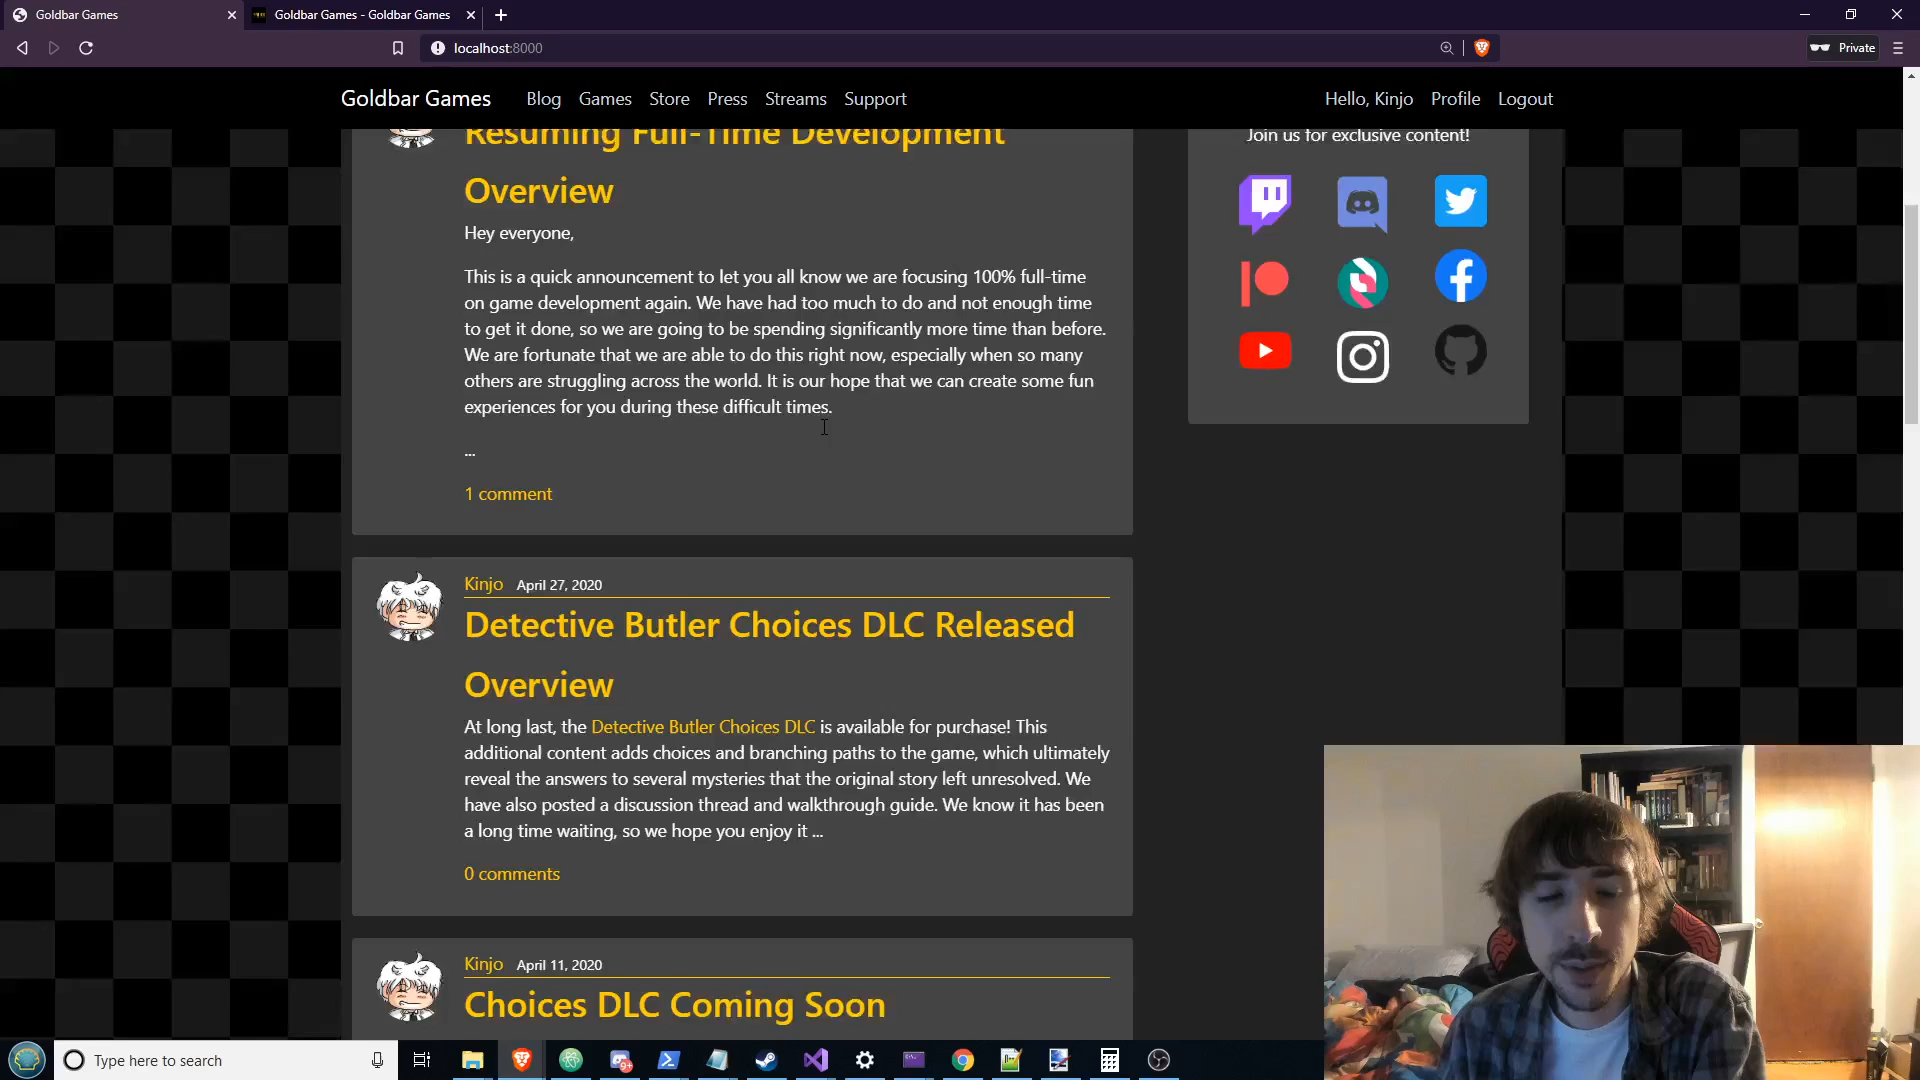 Goldbar Games
Goldbar Games - Goldbar Games
localhost:8000
Private
Goldbar Games Blog Games Store Press Streams Support
Hello, Kinjo Profile Logout
Resuming Full-Time Development
Overview
Hey everyone,
This is a quick announcement to let you all know we are focusing 100% full-time
on game development again. We have had too much to do and not enough time
to get it done, so we are going to be spending significantly more time than before.
We are fortunate that we are able to do this right now, especially when so many
others are struggling across the world. It is our hope that we can create some fun
experiences for you during these difficult times.
...
1 comment
Join us for exclusive content!
Kinjo April 27, 2020
Detective Butler Choices DLC Released
Overview
At long last, the Detective Butler Choices DLC is available for purchase! This
additional content adds choices and branching paths to the game, which ultimately
reveal the answers to several mysteries that the original story left unresolved. We
have also posted a discussion thread and walkthrough guide. We know it has been
a long time waiting, so we hope you enjoy it ...
0 comments
Kinjo April 11, 2020
Choices DLC Coming Soon
Type here to search
9+